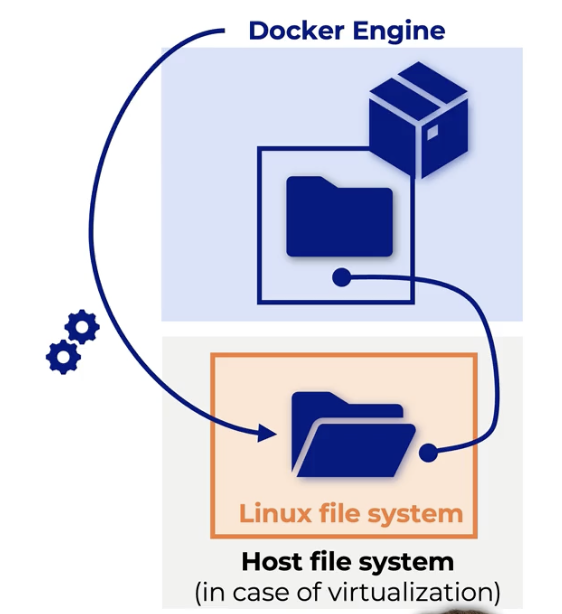 Docker Engine
Linux file system
Host file system
(in case of virtualization)